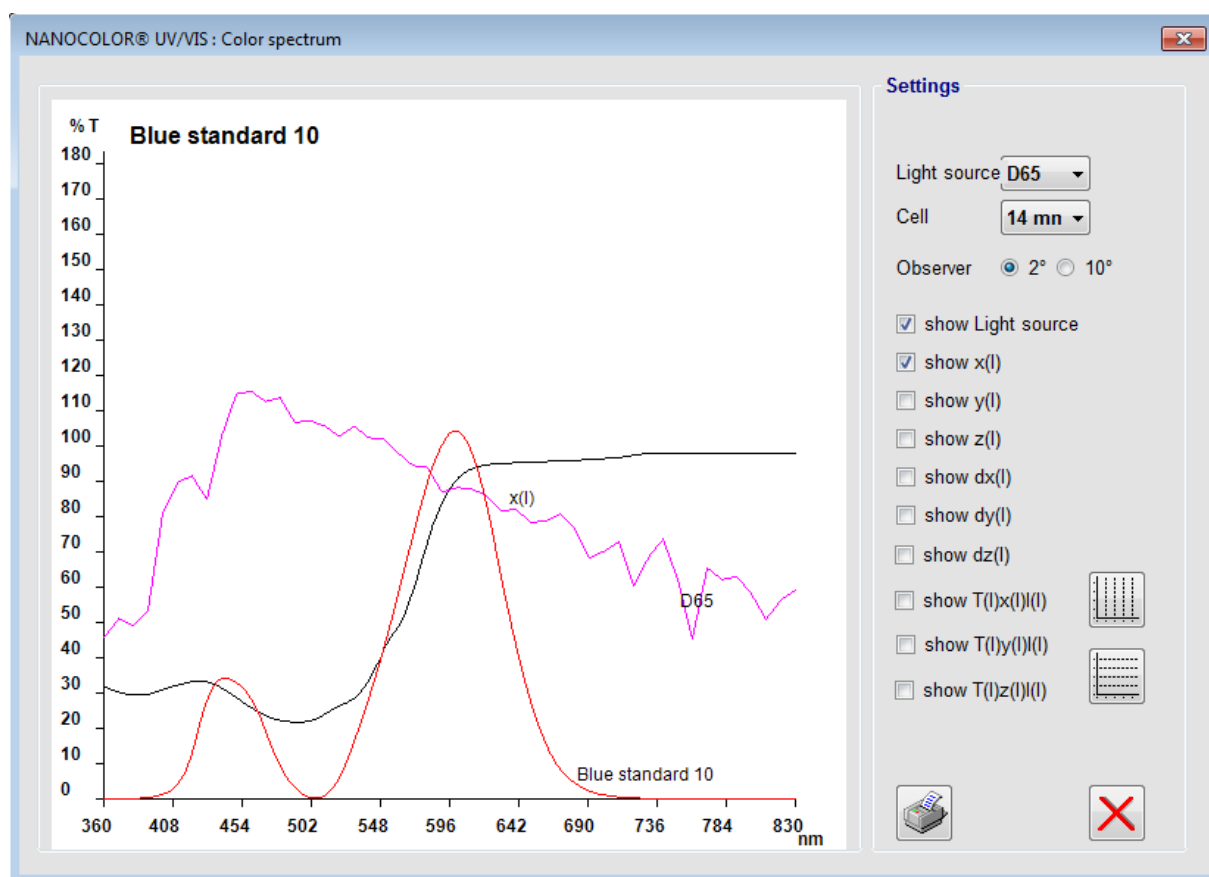 NANOCOLOR® UV/VIS : Color spectrum
Settings
% T
Blue standard 10
180
170
160
150
140
130
120
110
100
90
80
70
60
50
40
30
20
10
0
x(l)
D65
Blue standard 10
360 408 454 502 548 596 642 690 736 784 830
nm
Light source D65
Cell 14 mn
Observer 2° 10°
show Light source
show x(l)
show y(l)
show z(l)
show dx(l)
show dy(l)
show dz(l)
show T(l)x(l)I(l)
show T(l)y(l)I(l)
show T(l)z(l)I(l)